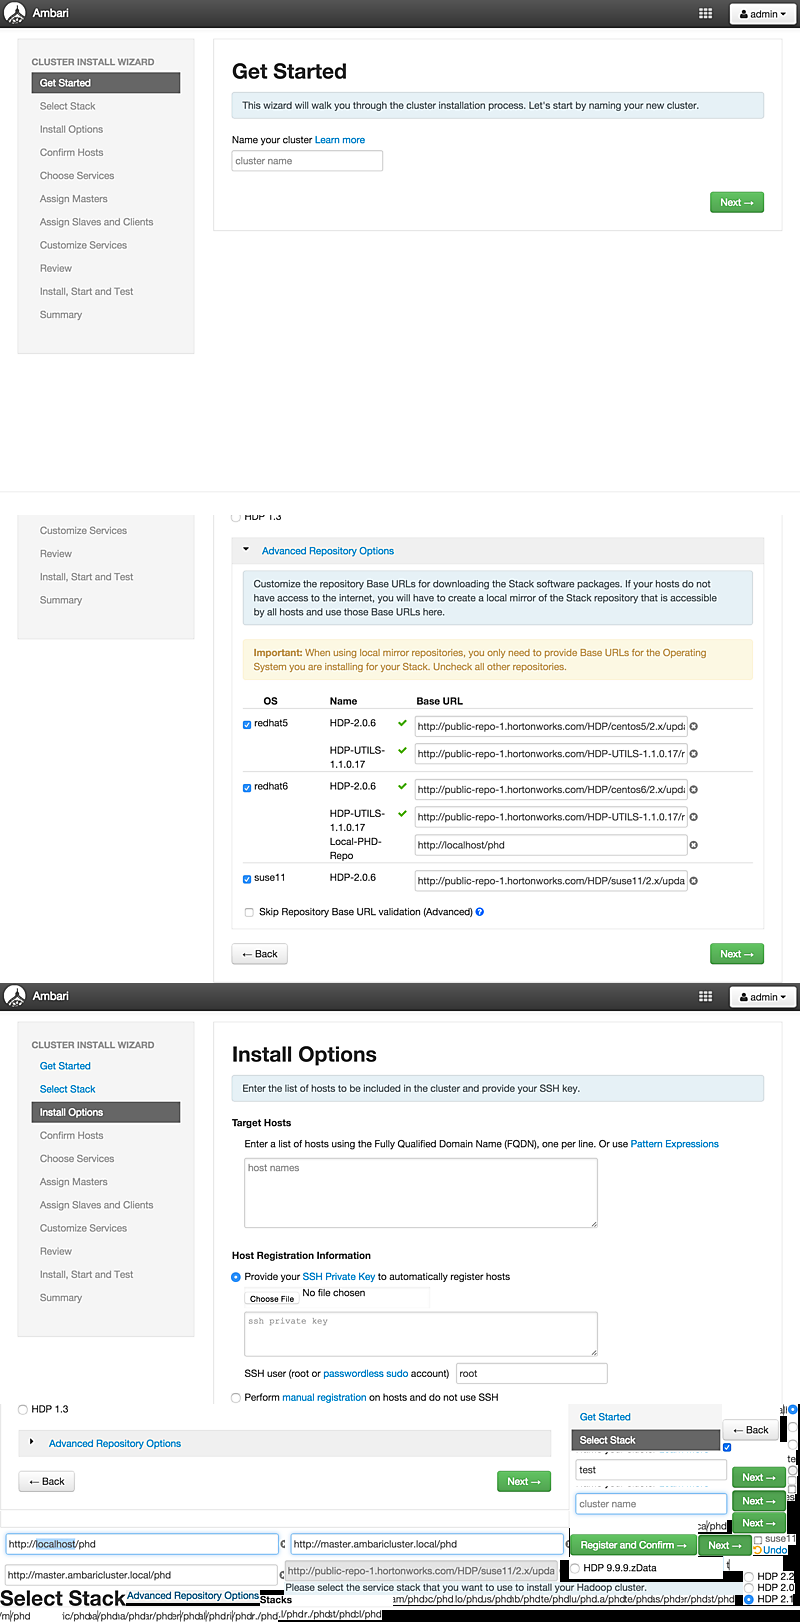 Ambari
admin
CLUSTER INSTALL WIZARD
Get Started
Select Stack
Install Options
Confirm Hosts
Choose Services
Assign Masters
Assign Slaves and Clients
Customize Services
Review
Install, Start and Test
Summary
Get Started
This wizard will walk you through the cluster installation process. Let's start by naming your new cluster.
Name your cluster Learn more
cluster name
Next →
Customize Services
Review
Install, Start and Test
Summary
HDP 1.3
Advanced Repository Options
Customize the repository Base URLs for downloading the Stack software packages. If your hosts do not
have access to the internet, you will have to create a local mirror of the Stack repository that is accessible
by all hosts and use those Base URLs here.
Important: When using local mirror repositories, you only need to provide Base URLs for the Operating
System you are installing for your Stack. Uncheck all other repositories.
OS Name Base URL
redhat5 HDP-2.0.6 http://public-repo-1.hortonworks.com/HDP/centos5/2.x/upda
HDP-UTILS-
1.1.0.17 http://public-repo-1.hortonworks.com/HDP-UTILS-1.1.0.17/r
redhat6 HDP-2.0.6 http://public-repo-1.hortonworks.com/HDP/centos6/2.x/upda
HDP-UTILS-
1.1.0.17 http://public-repo-1.hortonworks.com/HDP-UTILS-1.1.0.17/r
Local-PHD-
Repo http://localhost/phd
suse11 HDP-2.0.6 http://public-repo-1.hortonworks.com/HDP/suse11/2.x/upda
Skip Repository Base URL validation (Advanced)
← Back
Next →
Ambari
admin
CLUSTER INSTALL WIZARD
Get Started
Select Stack
Install Options
Confirm Hosts
Choose Services
Assign Masters
Assign Slaves and Clients
Customize Services
Review
Install, Start and Test
Summary
Install Options
Enter the list of hosts to be included in the cluster and provide your SSH key.
Target Hosts
Enter a list of hosts using the Fully Qualified Domain Name (FQDN), one per line. Or use Pattern Expressions
host names
Host Registration Information
Provide your SSH Private Key to automatically register hosts
Choose File No file chosen
ssh private key
SSH user (root or passwordless sudo account) root
Perform manual registration on hosts and do not use SSH
HDP 1.3
Advanced Repository Options
← Back
Next →
Get Started
Select Stack
← Back
test
Next →
cluster name
Next →
Next →
http://localhost/phd
http://master.ambaricluster.local/phd
Register and Confirm →
Next →
suse11
Undo
http://master.ambaricluster.local/phd
http://public-repo-1.hortonworks.com/HDP/suse11/2.x/upda
HDP 9.9.9.zData
HDP 2.2
Please select the service stack that you want to use to install your Hadoop cluster.
HDP 2.0
Select Stack
Advanced Repository Options
Stacks
HDP 2.1